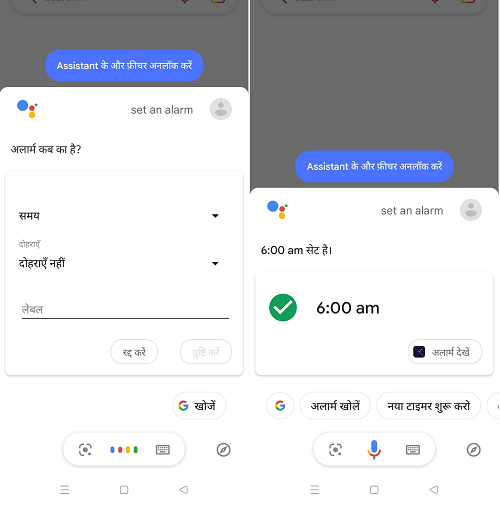 Assistant के और फ़ीचर अनलॉक करें
set an alarm
अलार्म कब का है?
समय
दोहराएँ
दोहराएँ नहीं
लेबल
रद्द करें
पुष्टि करें
खोजें
Assistant के और फ़ीचर अनलॉक करें
set an alarm
6:00 am सेट है।
6:00 am
अलार्म देखें
अलार्म खोलें
नया टाइमर शुरू करो